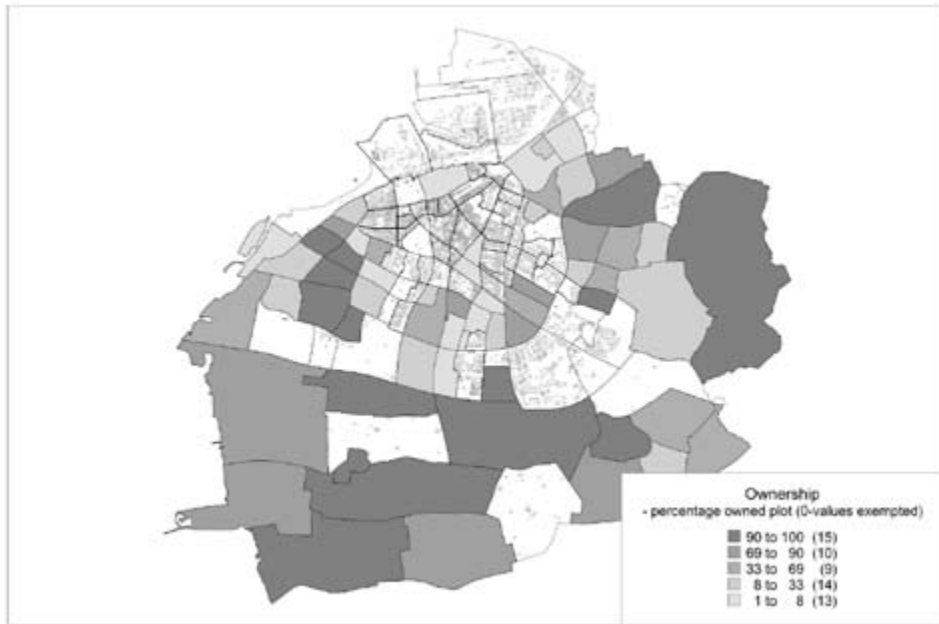 Ownership
- percentage owned plot (0-values exempted)
90 to 100 (15)
69 to 90 (10)
33 to 69 (9)
8 to 33 (14)
1 to 8 (13)